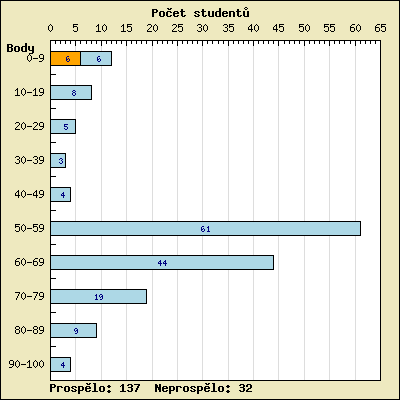 Počet studentů
0 5 10 15 20 25 30 35 40 45 50 55 60 65
Body
0-9 6 6
10-19 8
20-29 5
30-39 3
40-49 4
50-59 61
60-69 44
70-79 19
80-89 9
90-100 4
Prospělo: 137 Neprospělo: 32